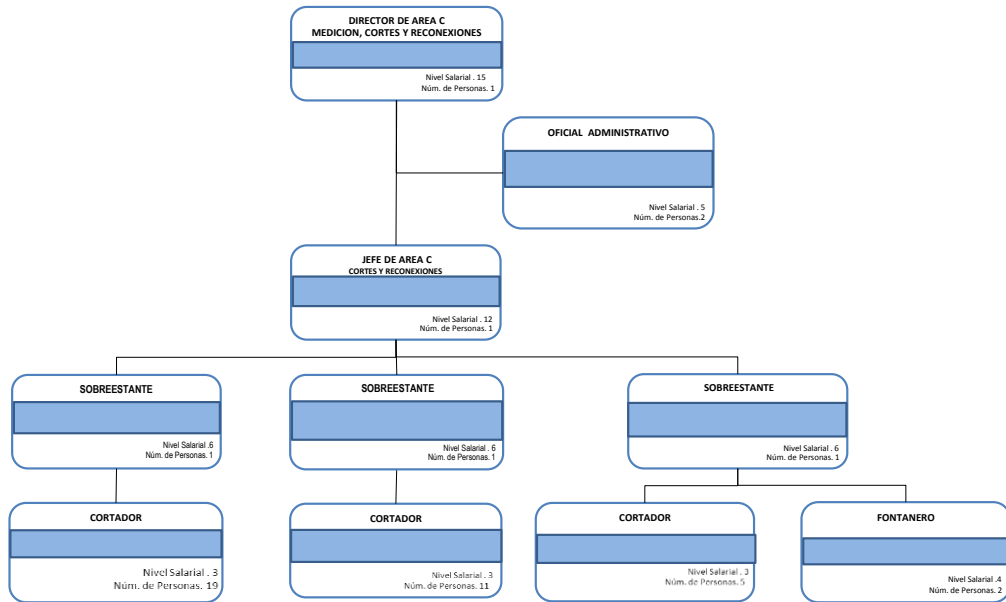 DIRECTOR DE AREA C
MEDICION, CORTES Y RECONEXIONES
Nivel Salarial . 15
Núm. de Personas. 1
OFICIAL ADMINISTRATIVO
Nivel Salarial . 5
Núm. de Personas.2
JEFE DE AREA C
CORTES Y RECONEXIONES
Nivel Salarial . 12
Núm. de Personas. 1
SOBREESTANTE
Nivel Salarial .6
Núm. de Personas. 1
SOBREESTANTE
Nivel Salarial . 6
Núm. de Personas. 1
SOBREESTANTE
Nivel Salarial . 6
Núm. de Personas. 1
CORTADOR
Nivel Salarial . 3
Núm. de Personas. 19
CORTADOR
Nivel Salarial . 3
Núm. de Personas. 11
CORTADOR
Nivel Salarial . 3
Núm. de Personas. 5
FONTANERO
Nivel Salarial .4
Núm. de Personas. 2